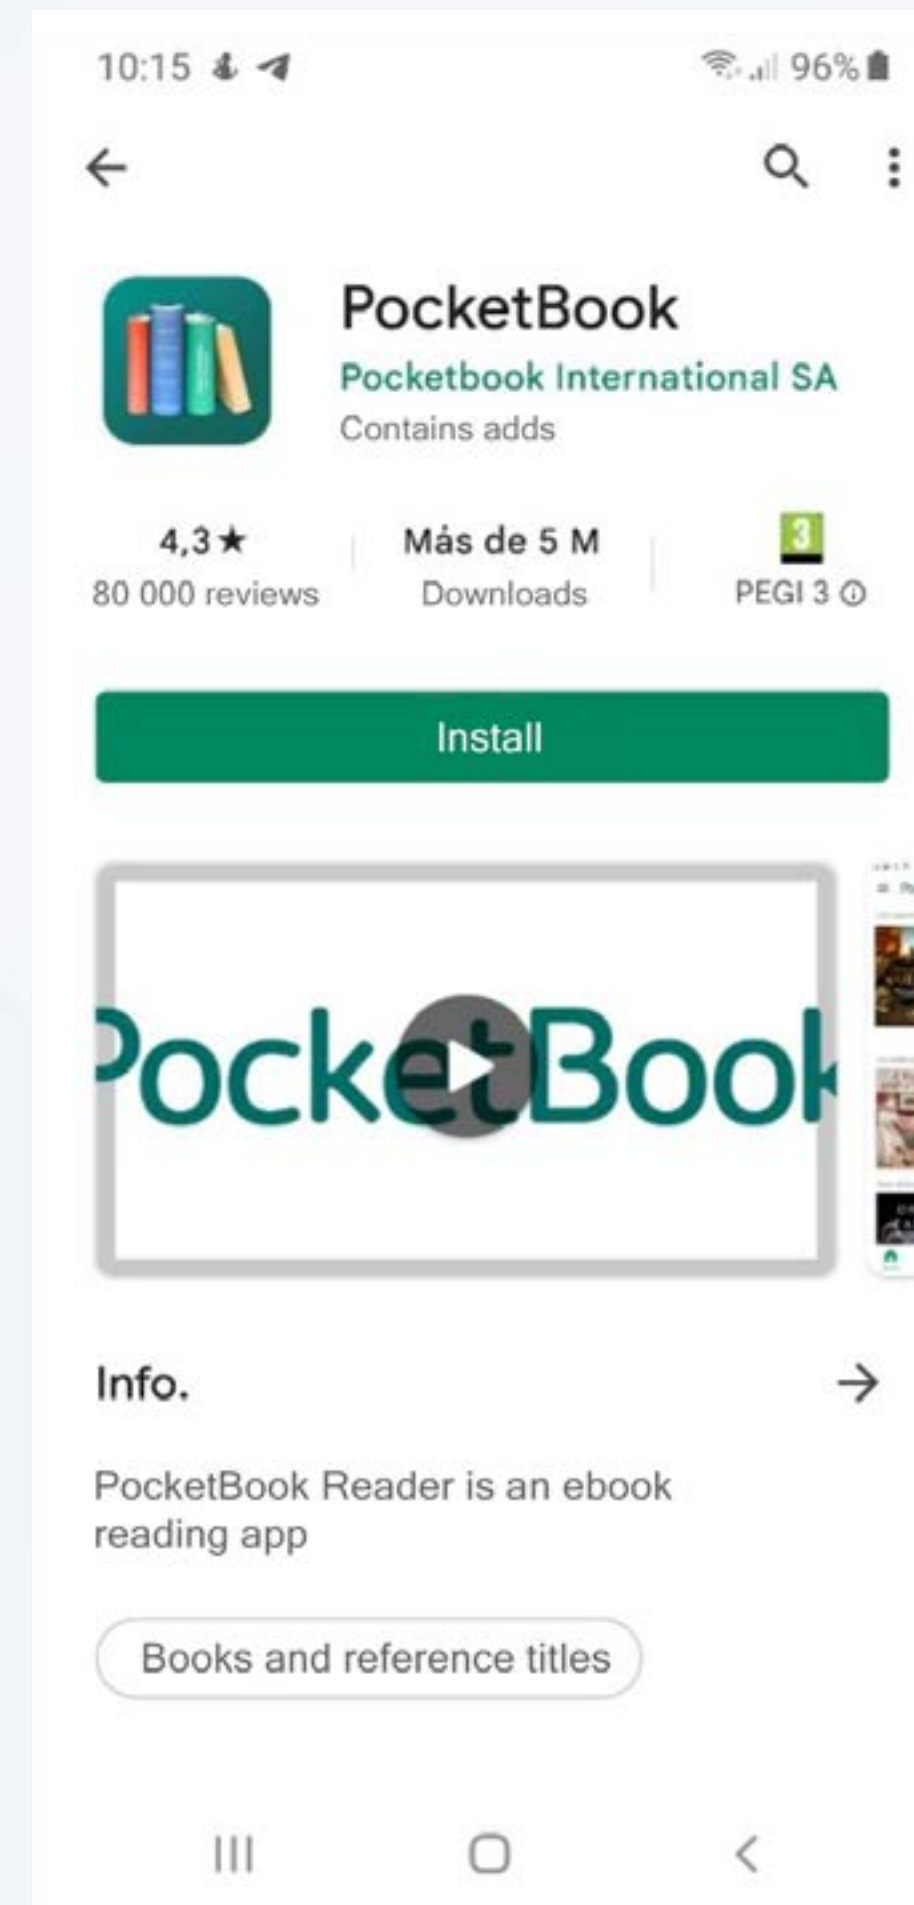 10:15 96%
PocketBook
Pocketbook International SA
Contains adds
4,3★ Más de 5 M 3
80 000 reviews Downloads PEGI 3
Install
PocketBook
Info.
PocketBook Reader is an ebook
reading app
Books and reference titles